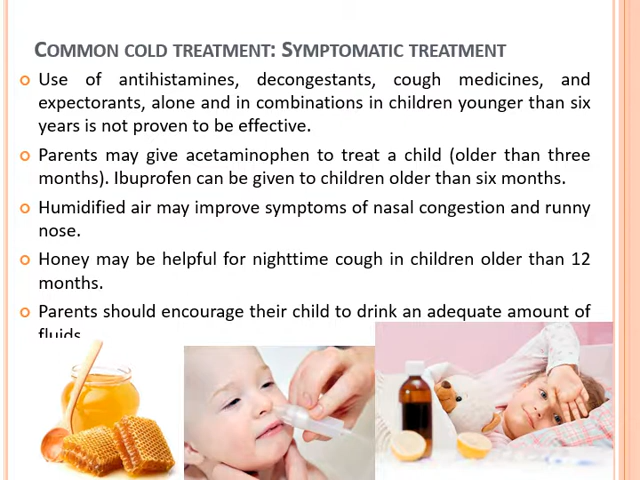 COMMON COLD TREATMENT: SYMPTOMATIC TREATMENT
Use of antihistamines, decongestants, cough medicines, and
expectorants, alone and in combinations in children younger than six
years is not proven to be effective.
Parents may give acetaminophen to treat a child (older than three
months). Ibuprofen can be given to children older than six months.
Humidified air may improve symptoms of nasal congestion and runny
nose.
Honey may be helpful for nighttime cough in children older than 12
months.
Parents should encourage their child to drink an adequate amount of
fluids